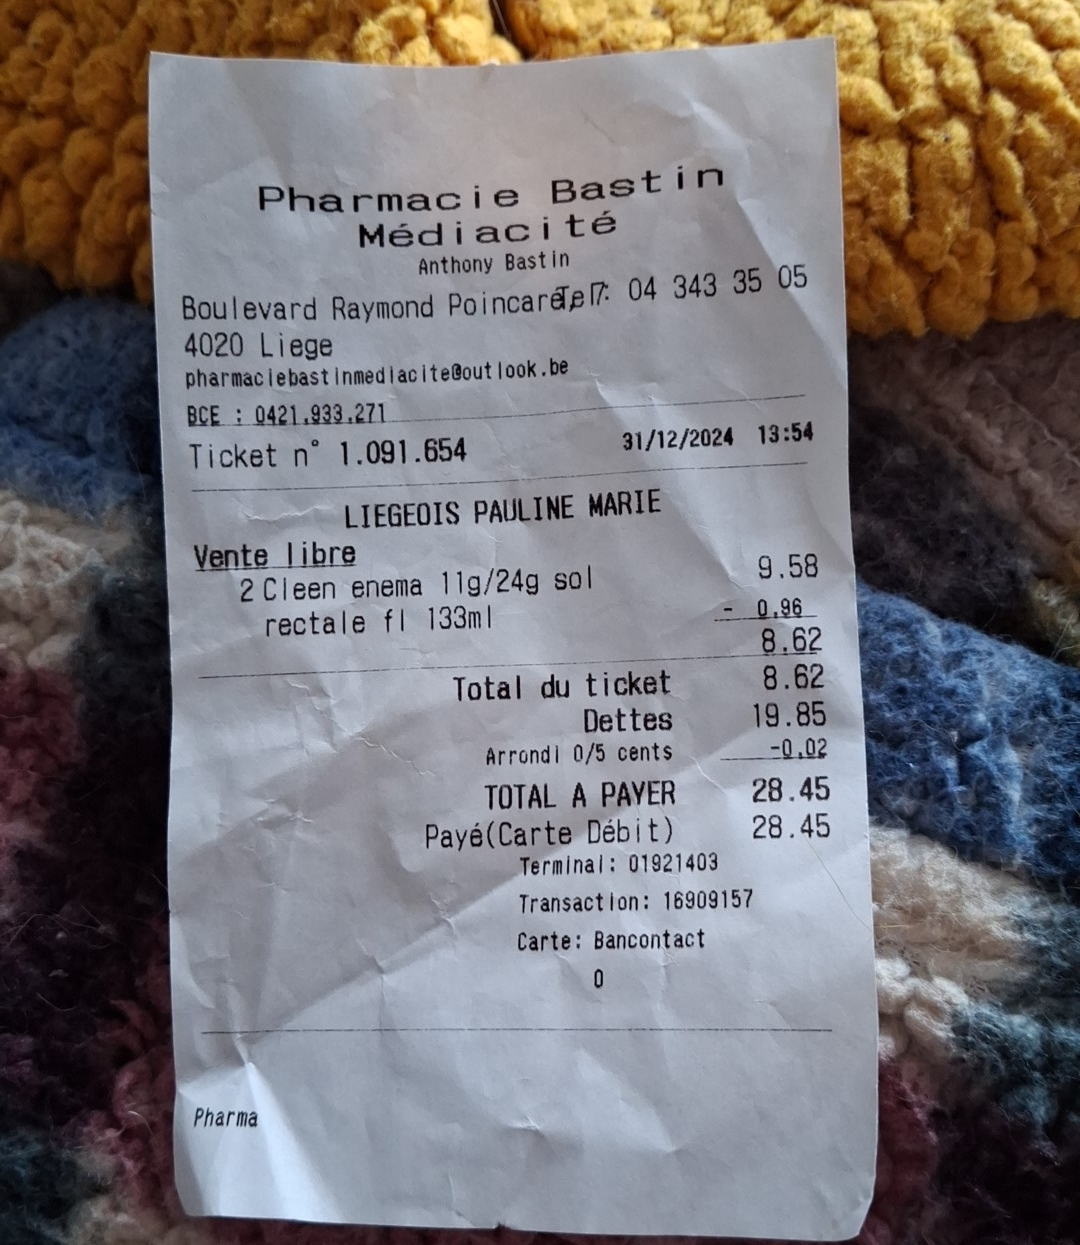 Pharmacie Bastin
Médiacité
Anthony Bastin
Boulevard Raymond Poincaré 7 Tel: 04 343 35 05
4020 Liege
pharmaciebastinmediacite@outlook.be
BCE : 0421.933.271
Ticket n° 1.091.654 31/12/2024 13:54
LIEGEOIS PAULINE MARIE
Vente libre
2 Cleen enema 11g/24g sol 9.58
rectale fl 133ml - 0.96
8.62
Total du ticket 8.62
Dettes 19.85
Arrondi 0/5 cents -0.02
TOTAL A PAYER 28.45
Payé(Carte Débit) 28.45
Terminal: 01921403
Transaction: 16909157
Carte: Bancontact
0
Pharma